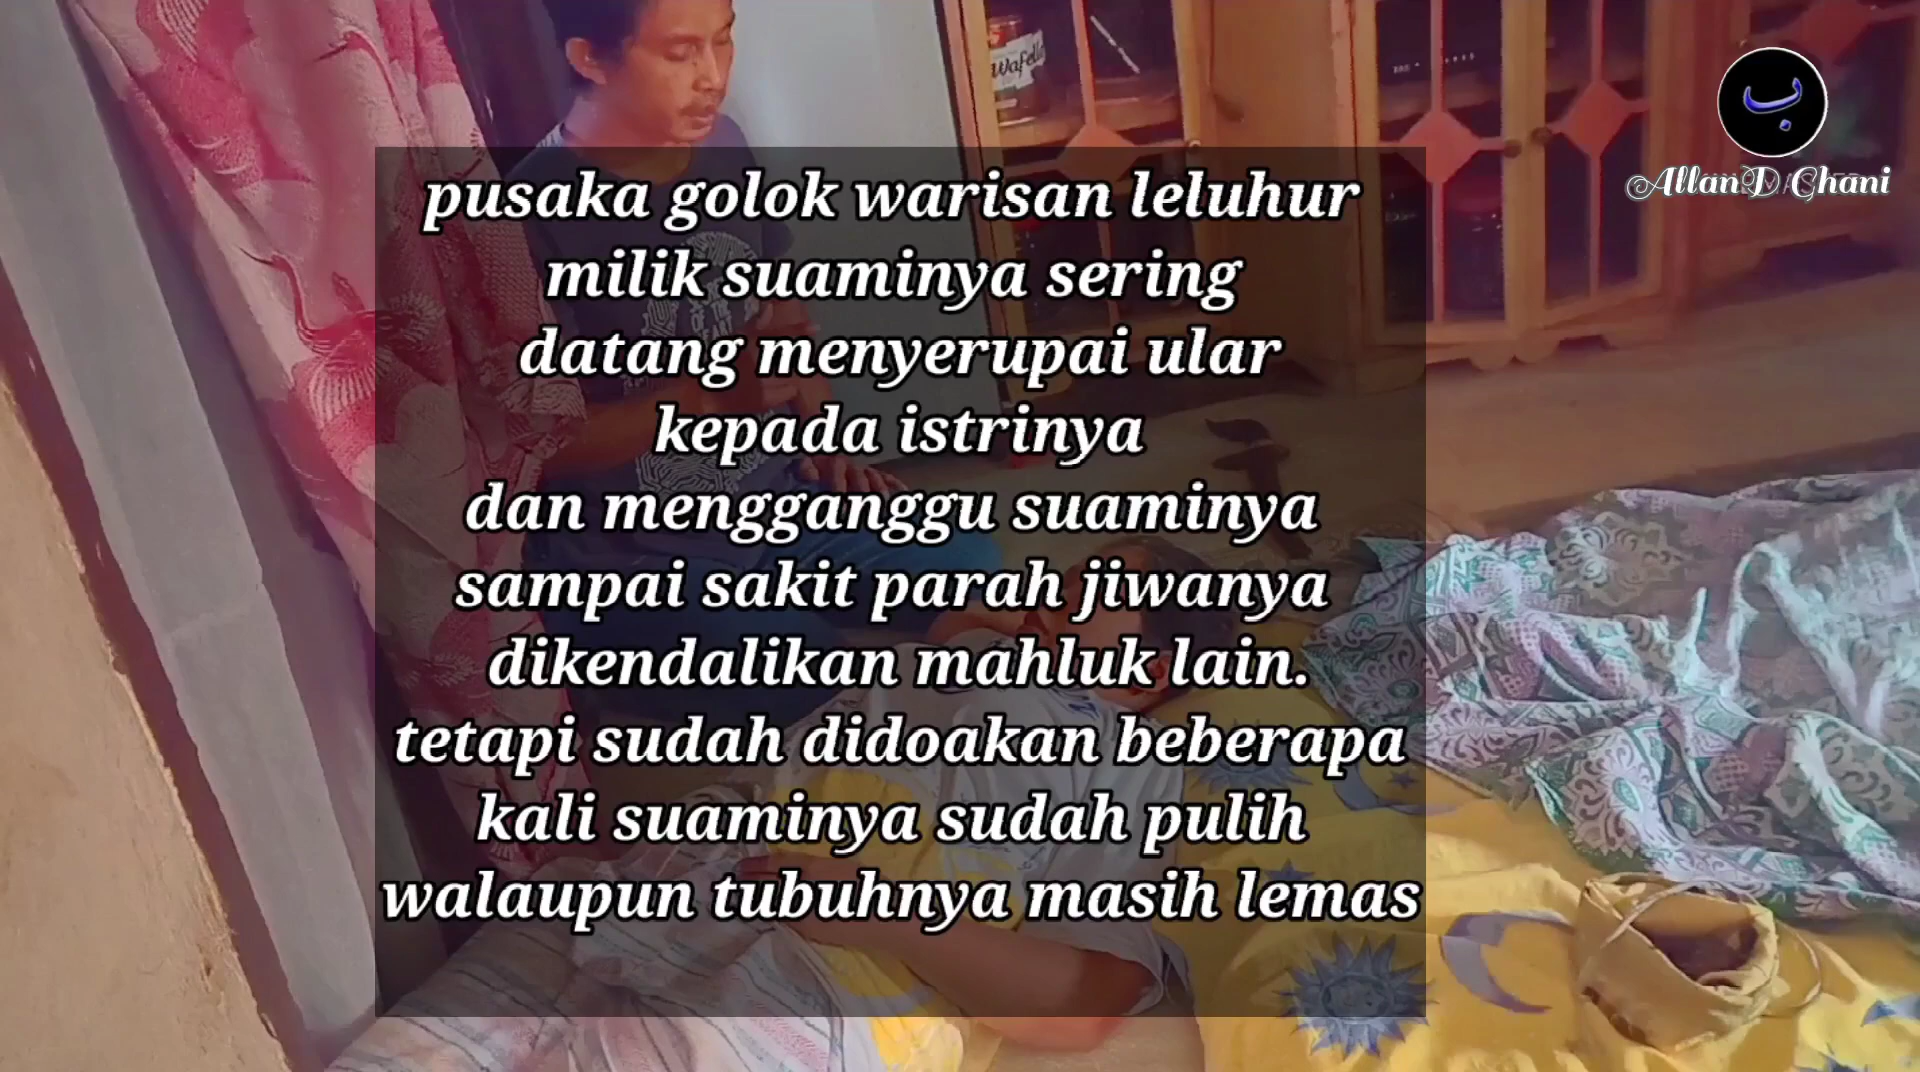 Wafello
ب
AllanD Ghani
pusaka golok warisan leluhur
milik suaminya sering
datang menyerupai ular
kepada istrinya
dan mengganggu suaminya
sampai sakit parah jiwanya
dikendalikan mahluk lain.
tetapi sudah didoakan beberapa
kali suaminya sudah pulih
walaupun tubuhnya masih lemas